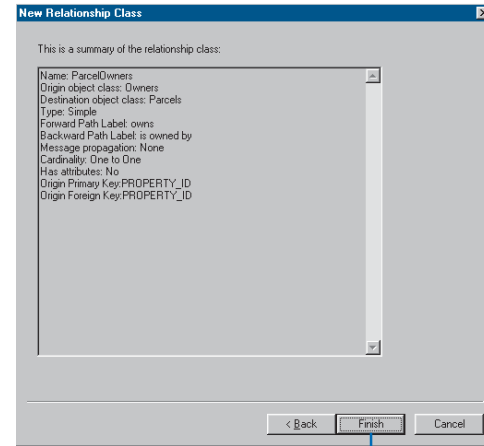 New Relationship Class
This is a summary of the relationship class:
Name: ParcelOwners
Origin object class: Owners
Destination object class: Parcels
Type: Simple
Forward Path Label: owns
Backward Path Label: is owned by
Message propagation: None
Cardinality: One to One
Has attributes: No
Origin Primary Key:PROPERTY_ID
Origin Foreign Key:PROPERTY_ID
< Back Finish Cancel